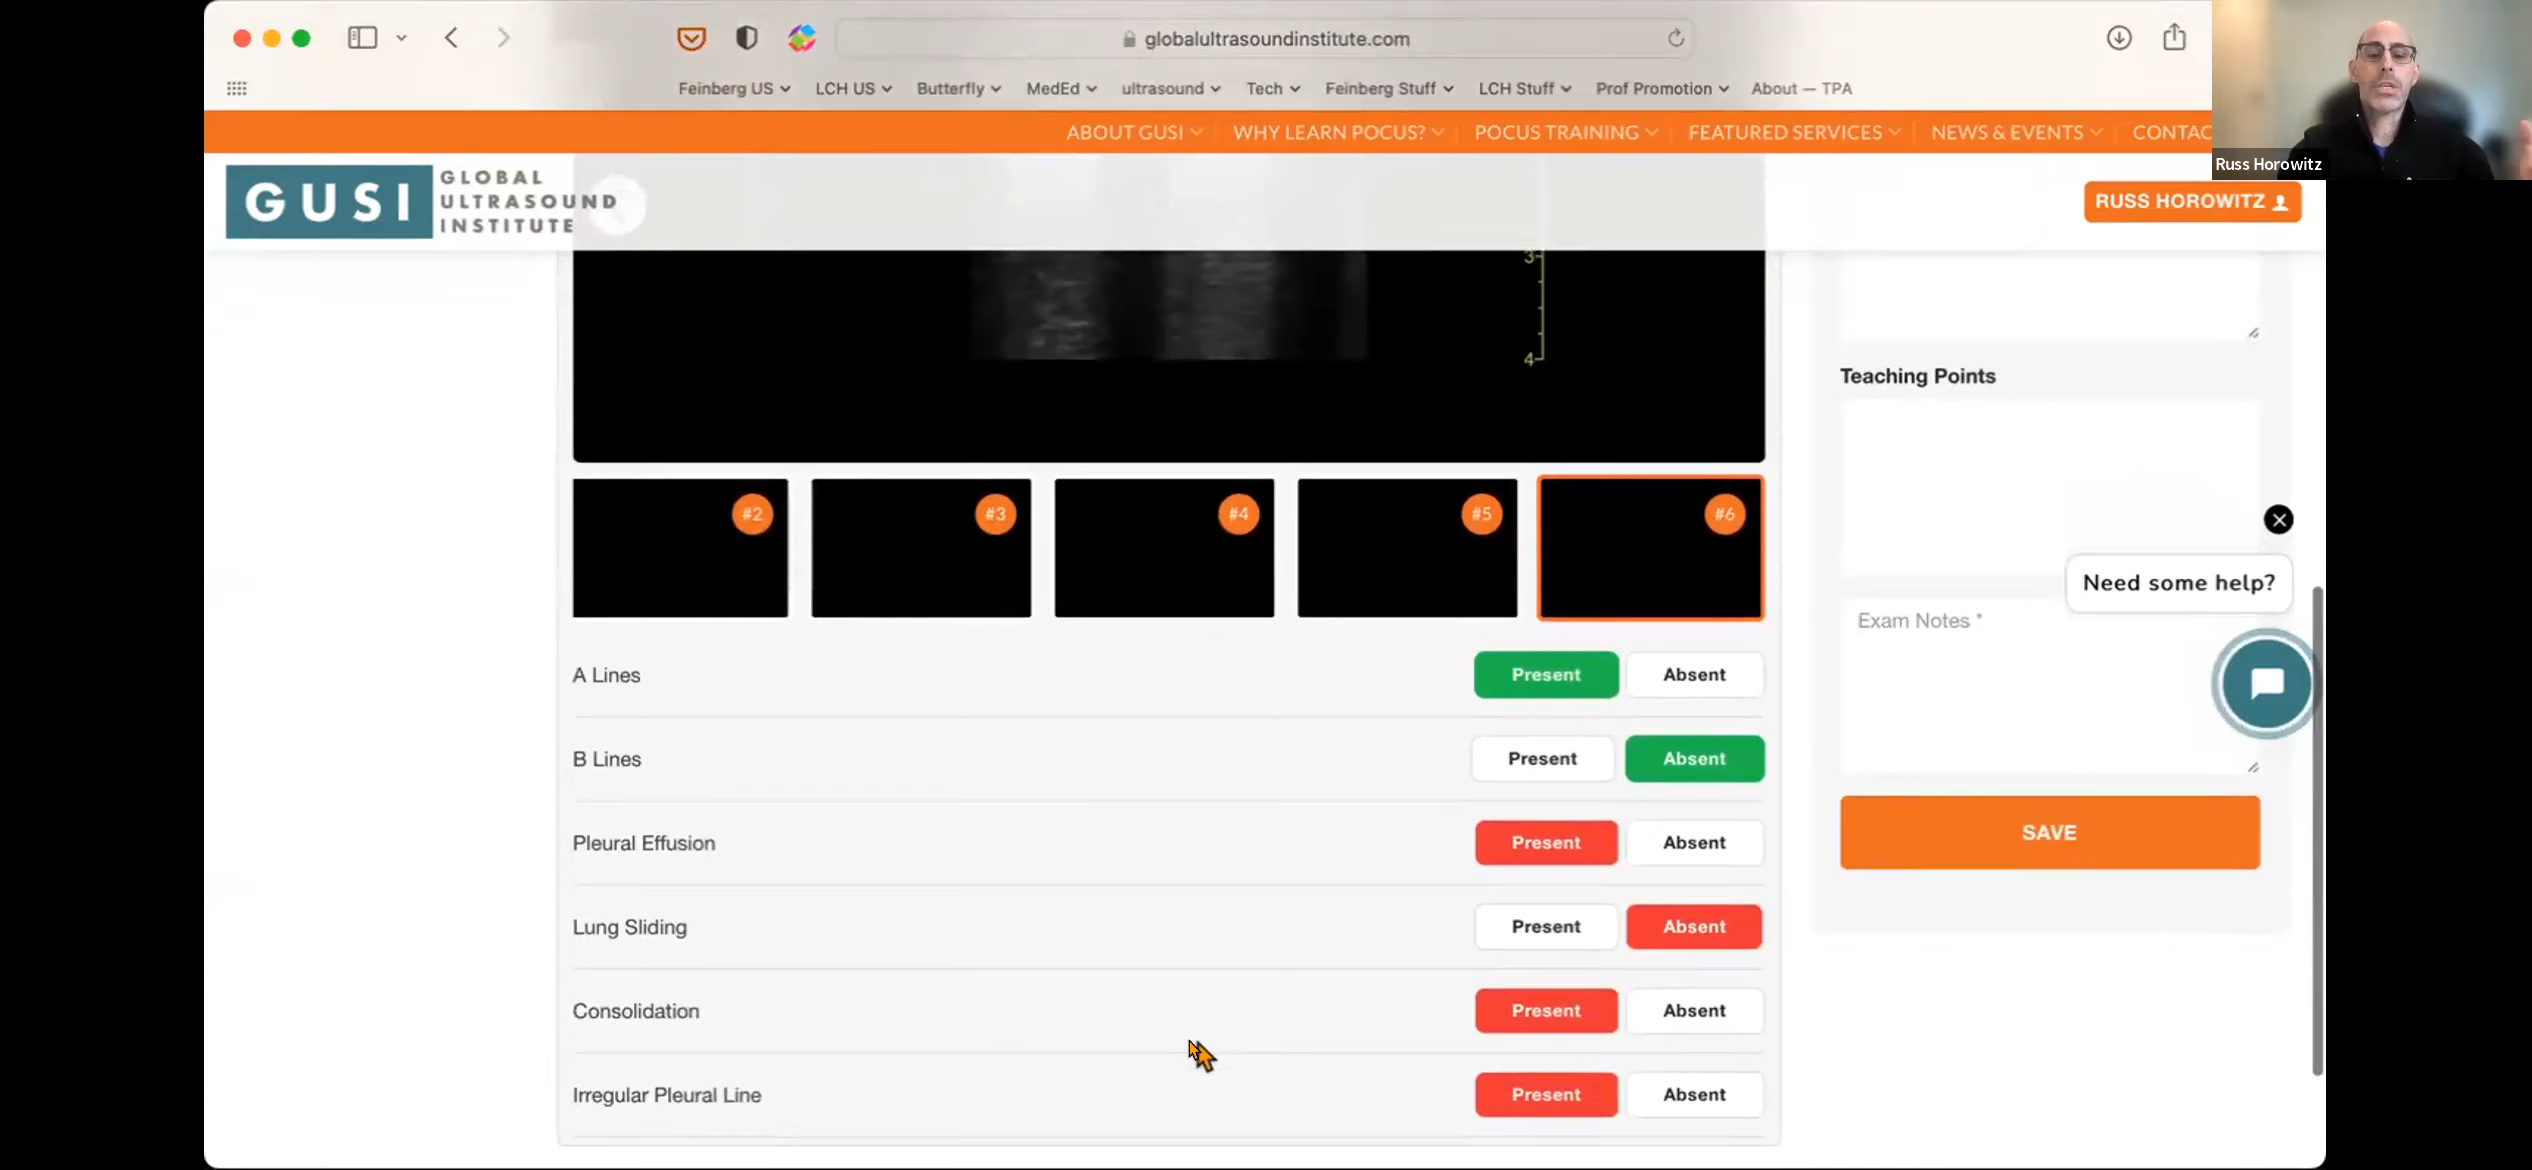 globalultrasoundinstitute.com
Feinberg US LCH US Butterfly MedEd ultrasound Tech Feinberg Stuff LCH Stuff Prof Promotion About — TPA
ABOUT GUSI WHY LEARN POCUS? POCUS TRAINING FEATURED SERVICES NEWS & EVENTS CONTAC
Russ Horowitz
GUSI
GLOBAL
ULTRASOUND
INSTITUTE
RUSS HOROWITZ
3
4
#2 #3 #4 #5 #6
A Lines Present Absent
B Lines Present Absent
Pleural Effusion Present Absent
Lung Sliding Present Absent
Consolidation Present Absent
Irregular Pleural Line Present Absent
Teaching Points
Need some help?
Exam Notes *
SAVE